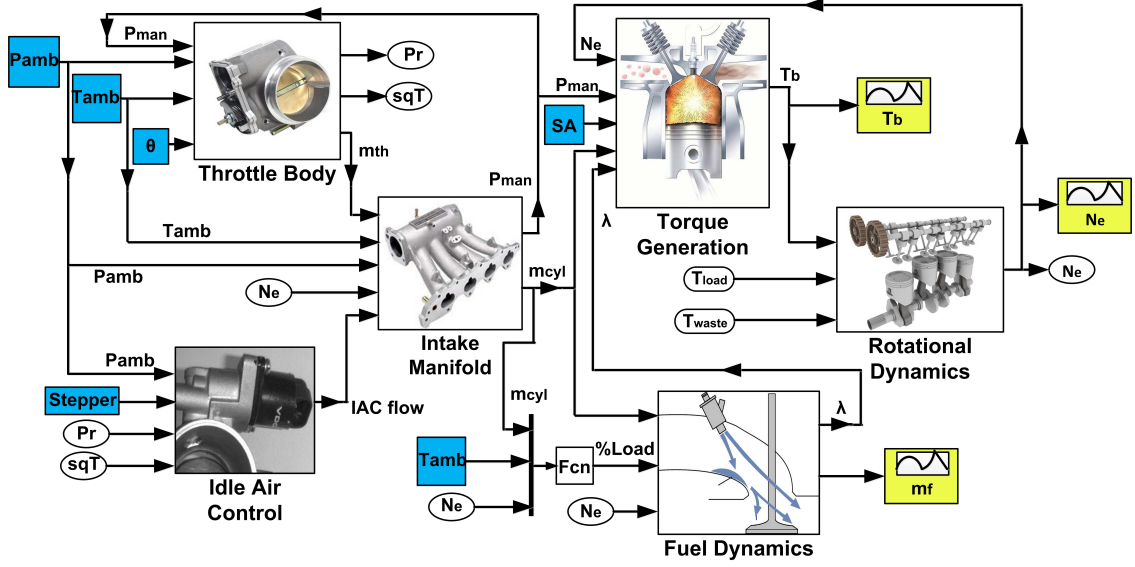 Pman
Pamb
Tamb
θ
Pr
sqT
Throttle Body
mth
Pman
Tamb
Pamb
Ne
mcyl
Intake
Manifold
Pamb
Stepper
Pr
sqT
IAC flow
Idle Air
Control
mcyl
Tamb
Ne
Fcn
%Load
Ne
Fuel Dynamics
λ
mf
Ne
Pman
SA
λ
Torque
Generation
Tb
Tb
Ne
Ne
Tload
Twaste
Rotational
Dynamics